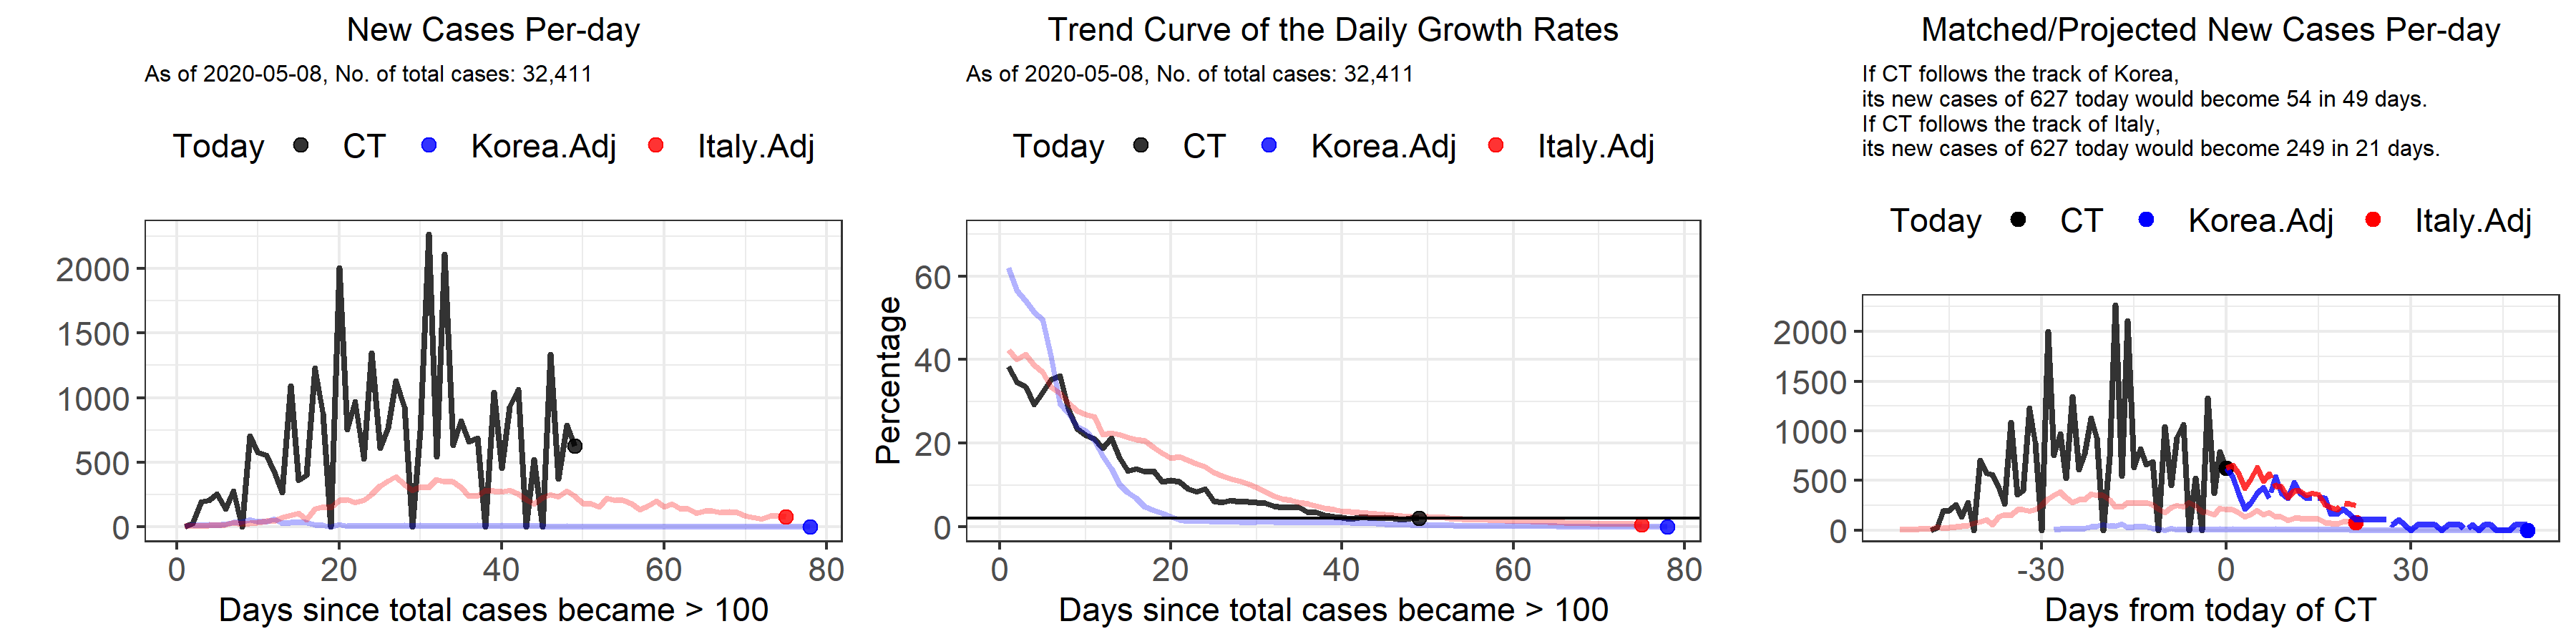 New Cases Per-day
As of 2020-05-08, No. of total cases: 32,411
Today CT Korea.Adj Italy.Adj
2000
1500
1000
500
0
0 20 40 60 80
Days since total cases became > 100
Trend Curve of the Daily Growth Rates
As of 2020-05-08, No. of total cases: 32,411
Today CT Korea.Adj Italy.Adj
Percentage
60
40
20
0
0 20 40 60 80
Days since total cases became > 100
Matched/Projected New Cases Per-day
If CT follows the track of Korea,
its new cases of 627 today would become 54 in 49 days.
If CT follows the track of Italy,
its new cases of 627 today would become 249 in 21 days.
Today CT Korea.Adj Italy.Adj
2000
1500
1000
500
0
-30 0 30
Days from today of CT